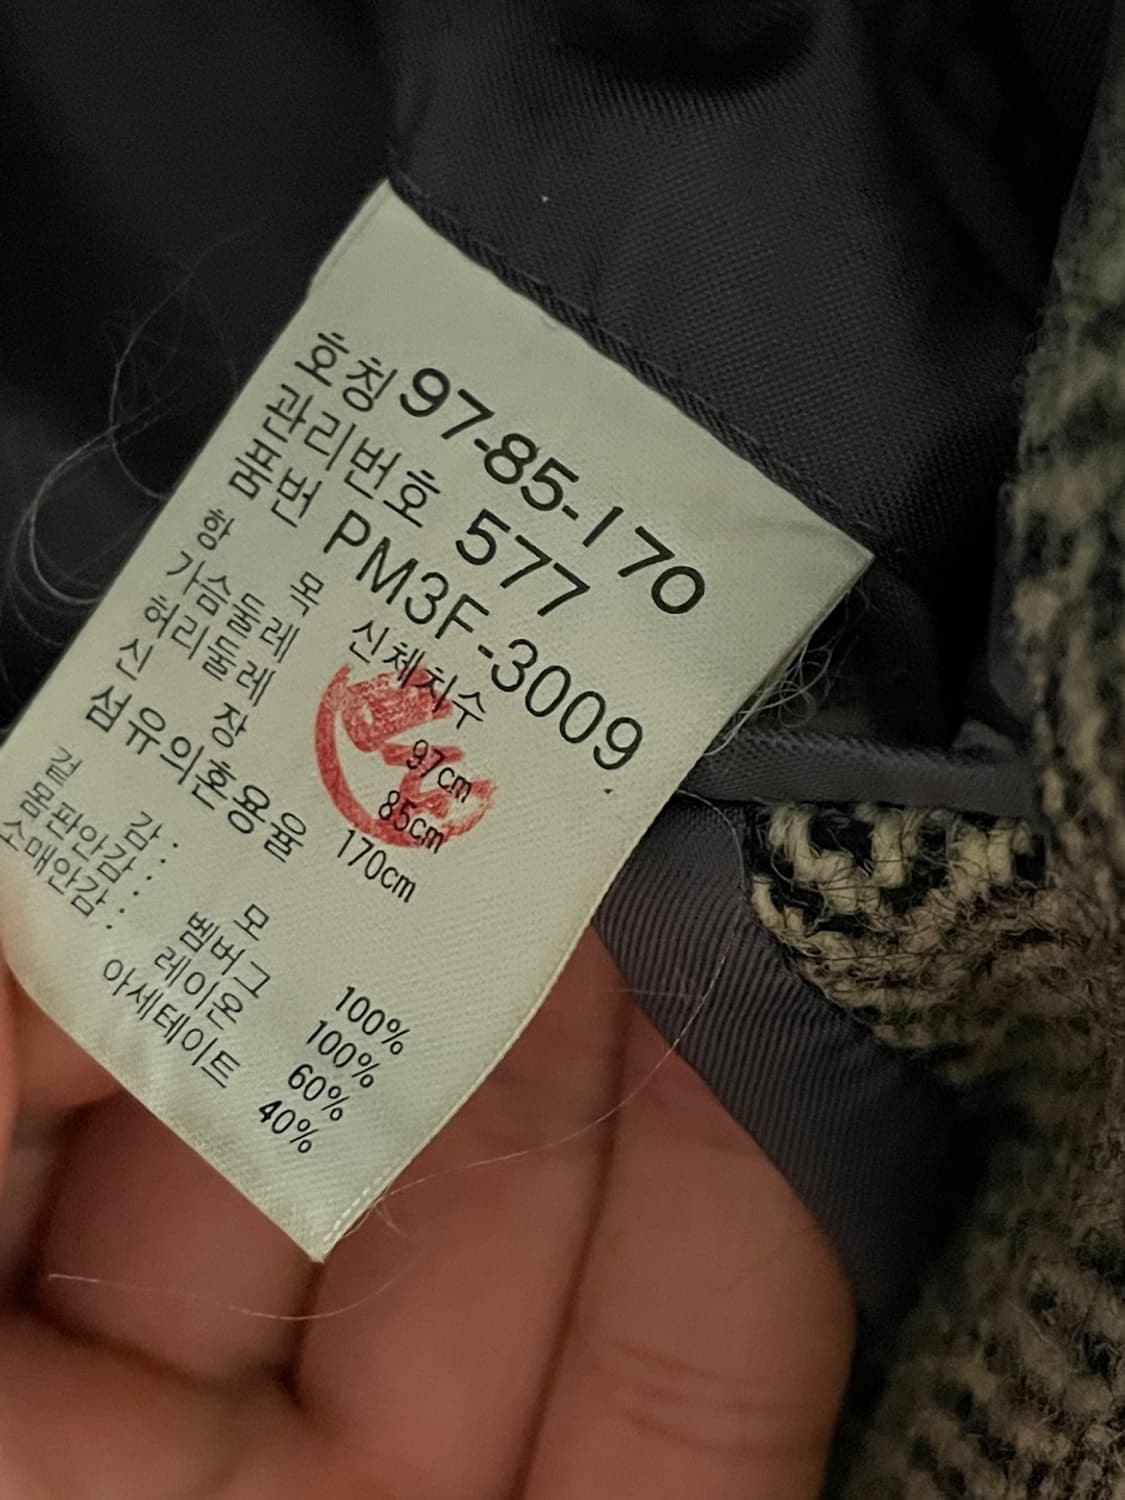 호칭 97-85-170
관리번호 577
품번 PM3F-3009
항 목 신체치수
가슴둘레 97cm
허리둘레 85cm
신 장 170cm
섬유의혼용율
겉 감: 모 100%
몸판안감: 벰버그 100%
소매안감: 레이온 60%
아세테이트 40%